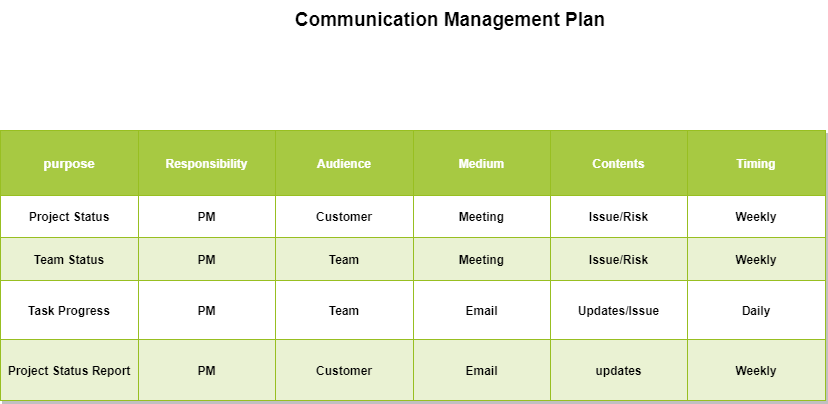 Communication Management Plan
purpose Responsibility Audience Medium Contents Timing
Project Status PM Customer Meeting Issue/Risk Weekly
Team Status PM Team Meeting Issue/Risk Weekly
Task Progress PM Team Email Updates/Issue Daily
Project Status Report PM Customer Email updates Weekly